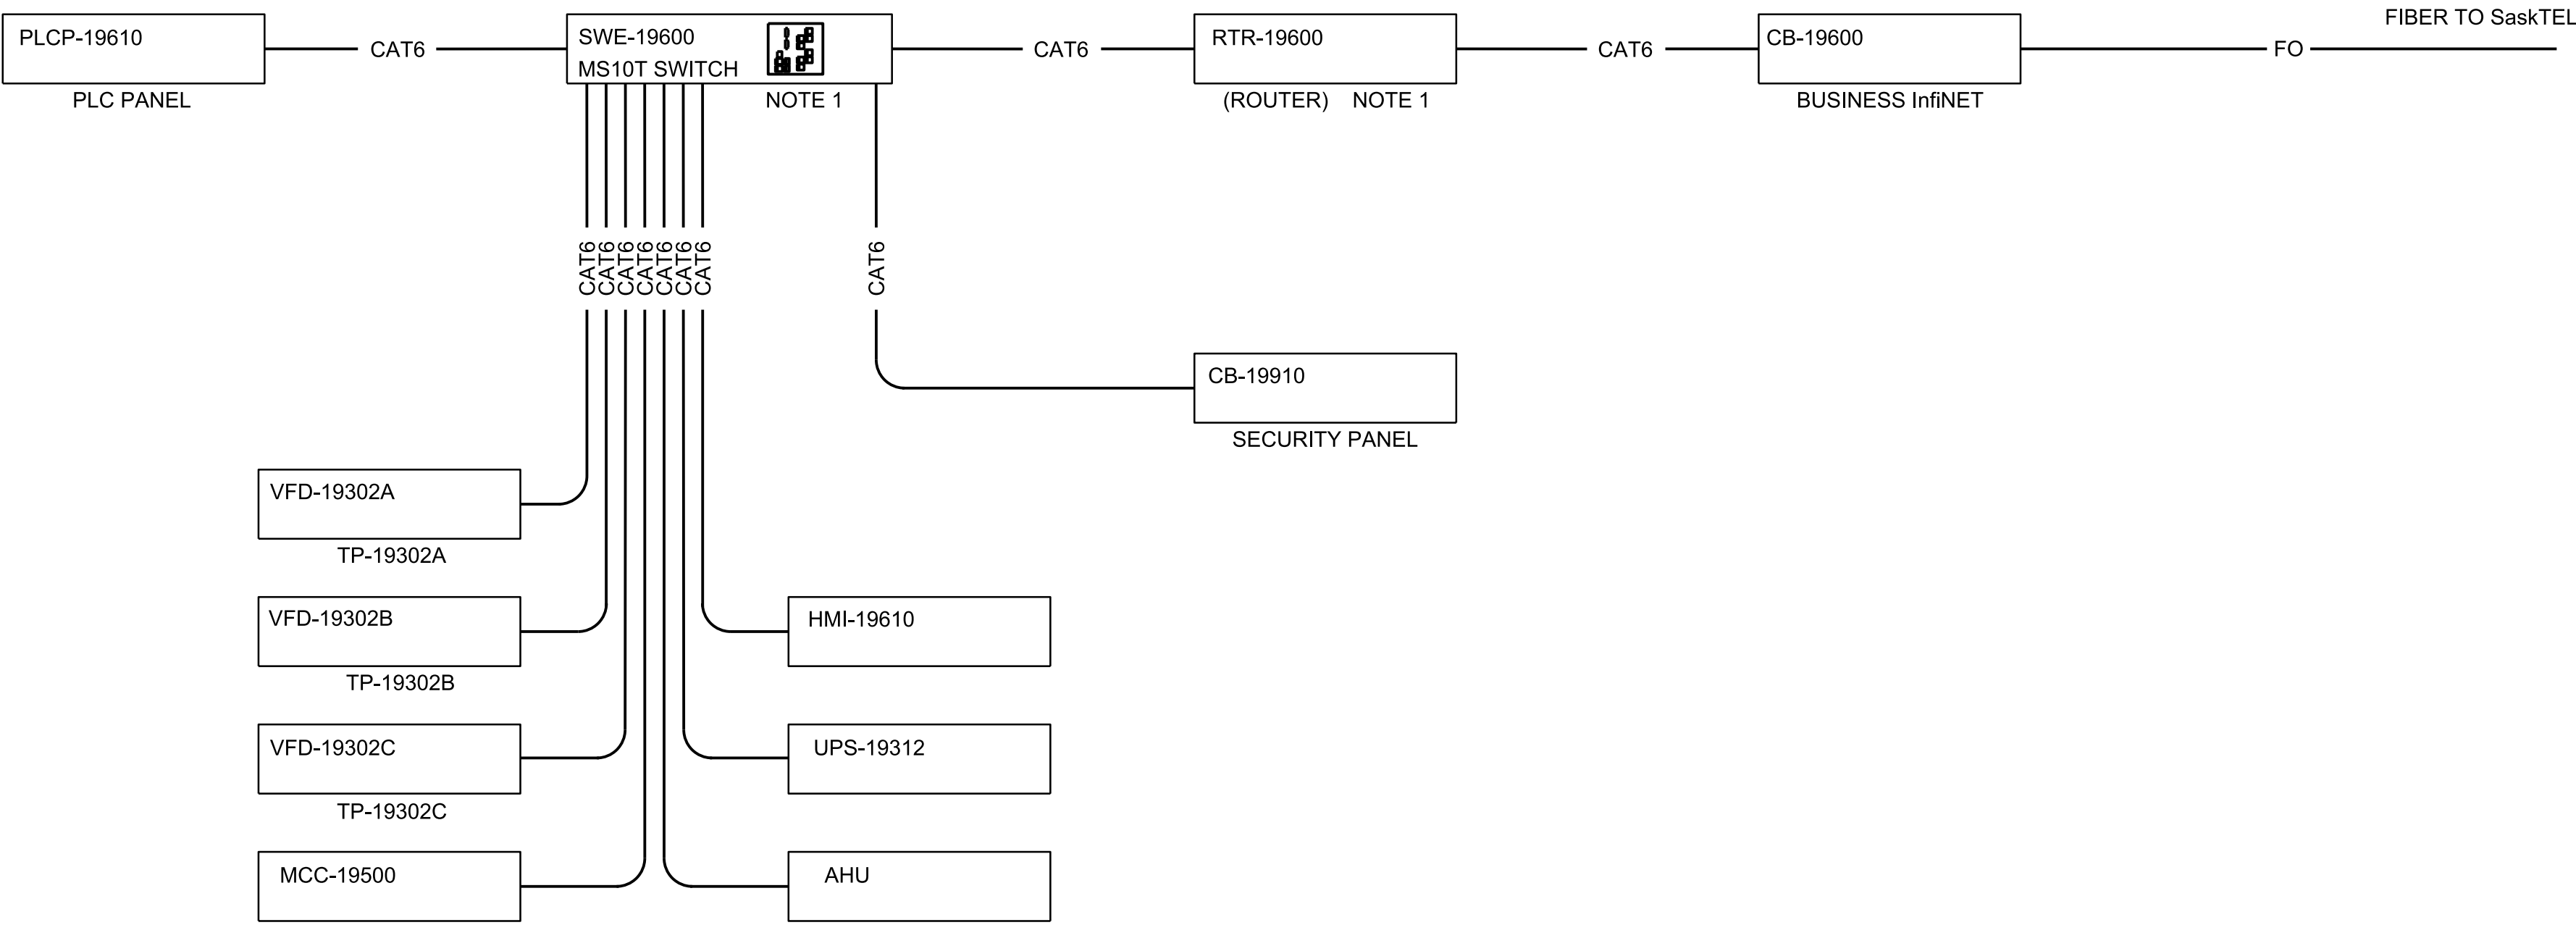 FIBER TO SaskTEL
PLCP-19610
CAT6
SWE-19600
MS10T SWITCH
CAT6
RTR-19600
CAT6
CB-19600
FO
PLC PANEL
NOTE 1
(ROUTER) NOTE 1
BUSINESS InfiNET
CAT6
CAT6
CAT6
CAT6
CAT6
CAT6
CAT6
CAT6
CB-19910
SECURITY PANEL
VFD-19302A
TP-19302A
VFD-19302B
HMI-19610
TP-19302B
VFD-19302C
UPS-19312
TP-19302C
MCC-19500
AHU